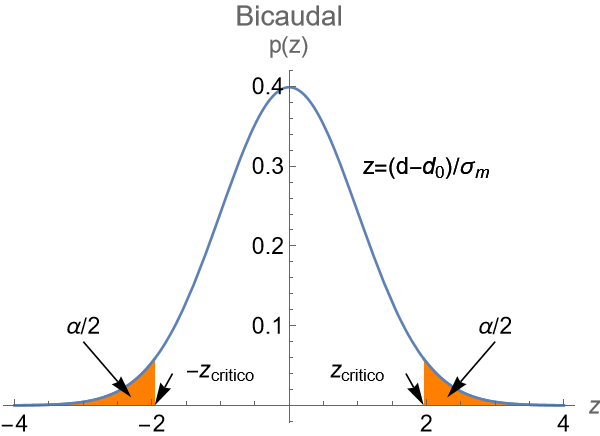 Bicaudal
p(z)
0.4
0.3
z=(d−d₀)/σₘ
0.2
0.1
α/2
α/2
−zcritico
zcritico
−4
−2
2
4
z